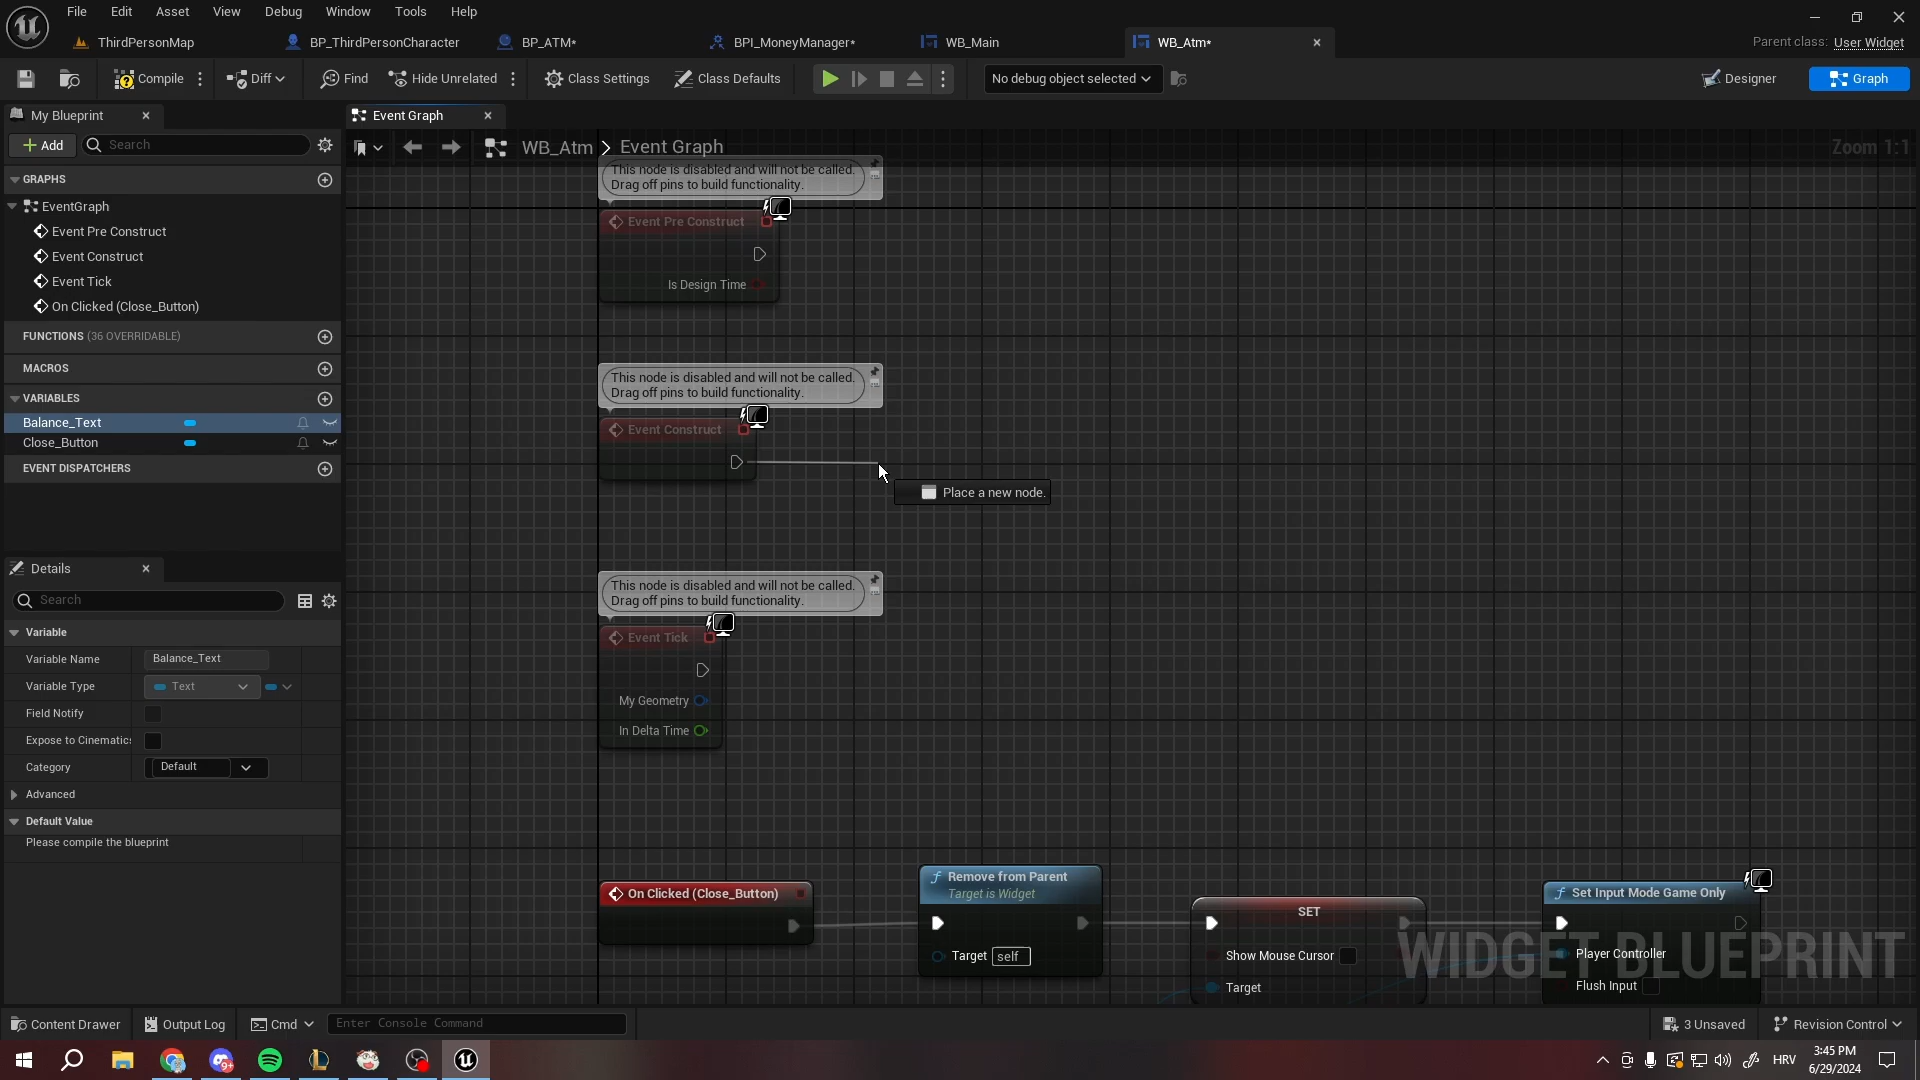 File Edit Asset View Debug Window Tools Help
ThirdPersonMap BP_ThirdPersonCharacter BP_ATM* BPI_MoneyManager* WB_Main WB_Atm* Parent class: User Widget
Compile Diff Find Hide Unrelated Class Settings Class Defaults No debug object selected Designer Graph
My Blueprint Event Graph
Add Search WB_Atm > Event Graph Zoom 1:1
GRAPHS
EventGraph
Event Pre Construct
Event Construct
Event Tick
On Clicked (Close_Button)
FUNCTIONS (36 OVERRIDABLE)
MACROS
VARIABLES
Balance_Text
Close_Button
EVENT DISPATCHERS
Details
Search
Variable
Variable Name Balance_Text
Variable Type Text
Field Notify
Expose to Cinematics
Category Default
Advanced
Default Value
Please compile the blueprint
This node is disabled and will not be called.
Drag off pins to build functionality.
Event Pre Construct
Is Design Time
This node is disabled and will not be called.
Drag off pins to build functionality.
Event Construct
Place a new node.
This node is disabled and will not be called.
Drag off pins to build functionality.
Event Tick
My Geometry
In Delta Time
On Clicked (Close_Button)
Remove from Parent
Target is Widget
Target self
SET
Show Mouse Cursor
Target
Set Input Mode Game Only
Player Controller
Flush Input
WIDGET BLUEPRINT
Content Drawer Output Log Cmd Enter Console Command 3 Unsaved Revision Control
9+
HRV
3:45 PM
6/29/2024